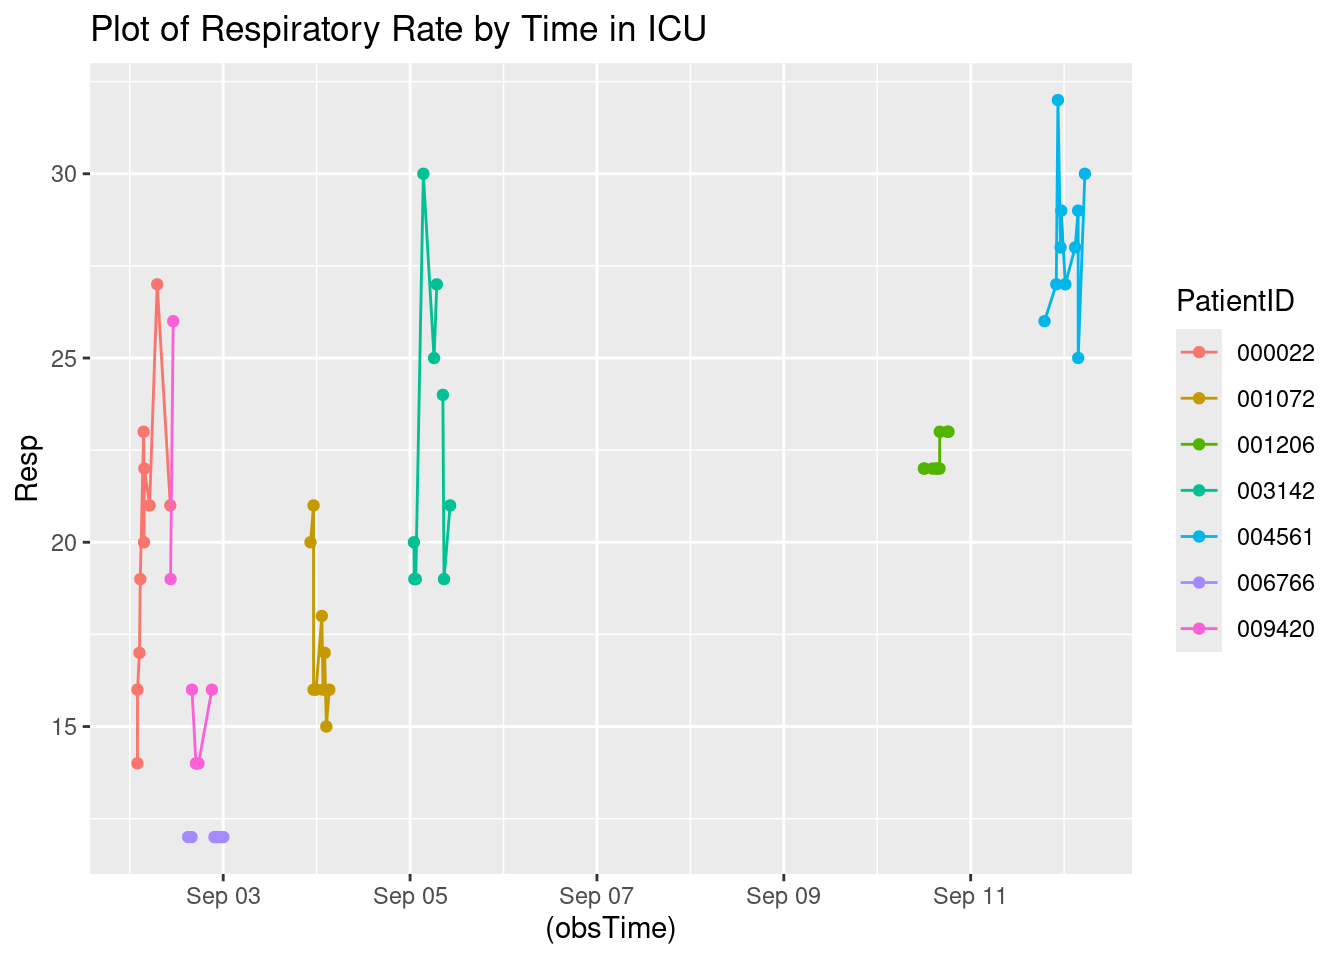 Plot of Respiratory Rate by Time in ICU
30
25
20
15
Resp
Sep 03
Sep 05
Sep 07
Sep 09
Sep 11
(obsTime)
PatientID
000022
001072
001206
003142
004561
006766
009420